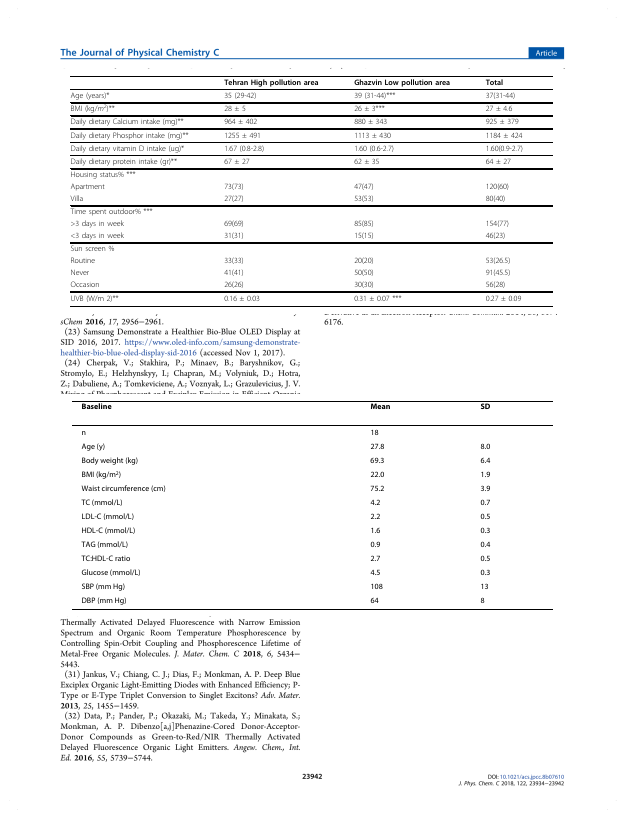 The Journal of Physical Chemistry C
Article
Tehran High pollution area Ghazvin Low pollution area Total
Age (years)* 35 (29-42) 39 (31-44)*** 37(31-44)
BMI (kg/m²)** 28 ± 5 26 ± 3*** 27 ± 4.6
Daily dietary Calcium intake (mg)** 964 ± 402 880 ± 343 925 ± 379
Daily dietary Phosphor intake (mg)** 1255 ± 491 1113 ± 430 1184 ± 424
Daily dietary vitamin D intake (ug)* 1.67 (0.8-2.8) 1.60 (0.6-2.7) 1.60(0.9-2.7)
Daily dietary protein intake (gr)** 67 ± 27 62 ± 35 64 ± 27
Housing status% ***
Apartment 73(73) 47(47) 120(60)
Villa 27(27) 53(53) 80(40)
Time spent outdoor% ***
>3 days in week 69(69) 85(85) 154(77)
<3 days in week 31(31) 15(15) 46(23)
Sun screen %
Routine 33(33) 20(20) 53(26.5)
Never 41(41) 50(50) 91(45.5)
Occasion 26(26) 30(30) 56(28)
UVB (W/m 2)** 0.16 ± 0.03 0.31 ± 0.07 *** 0.27 ± 0.09
sChem 2016, 17, 2956−2961.
(23) Samsung Demonstrate a Healthier Bio-Blue OLED Display at
SID 2016, 2017. https://www.oled-info.com/samsung-demonstrate-
healthier-bio-blue-oled-display-sid-2016 (accessed Nov 1, 2017).
(24) Cherpak, V.; Stakhira, P.; Minaev, B.; Baryshnikov, G.;
Stromylo, E.; Helzhynskyy, I.; Chapran, M.; Volyniuk, D.; Hotra,
Z.; Dabuliene, A.; Tomkeviciene, A.; Voznyak, L.; Grazulevicius, J. V.
Mixing of Phosphorescent and Exciplex Emission in Efficient Organic
6176.
Baseline Mean SD
n 18
Age (y) 27.8 8.0
Body weight (kg) 69.3 6.4
BMI (kg/m²) 22.0 1.9
Waist circumference (cm) 75.2 3.9
TC (mmol/L) 4.2 0.7
LDL-C (mmol/L) 2.2 0.5
HDL-C (mmol/L) 1.6 0.3
TAG (mmol/L) 0.9 0.4
TC:HDL-C ratio 2.7 0.5
Glucose (mmol/L) 4.5 0.3
SBP (mm Hg) 108 13
DBP (mm Hg) 64 8
Thermally Activated Delayed Fluorescence with Narrow Emission
Spectrum and Organic Room Temperature Phosphorescence by
Controlling Spin-Orbit Coupling and Phosphorescence Lifetime of
Metal-Free Organic Molecules. J. Mater. Chem. C 2018, 6, 5434−
5443.
(31) Jankus, V.; Chiang, C. J.; Dias, F.; Monkman, A. P. Deep Blue
Exciplex Organic Light-Emitting Diodes with Enhanced Efficiency; P-
Type or E-Type Triplet Conversion to Singlet Excitons? Adv. Mater.
2013, 25, 1455−1459.
(32) Data, P.; Pander, P.; Okazaki, M.; Takeda, Y.; Minakata, S.;
Monkman, A. P. Dibenzo[a,j]Phenazine-Cored Donor-Acceptor-
Donor Compounds as Green-to-Red/NIR Thermally Activated
Delayed Fluorescence Organic Light Emitters. Angew. Chem., Int.
Ed. 2016, 55, 5739−5744.
23942
DOI: 10.1021/acs.jpcc.8b07610
J. Phys. Chem. C 2018, 122, 23934−23942